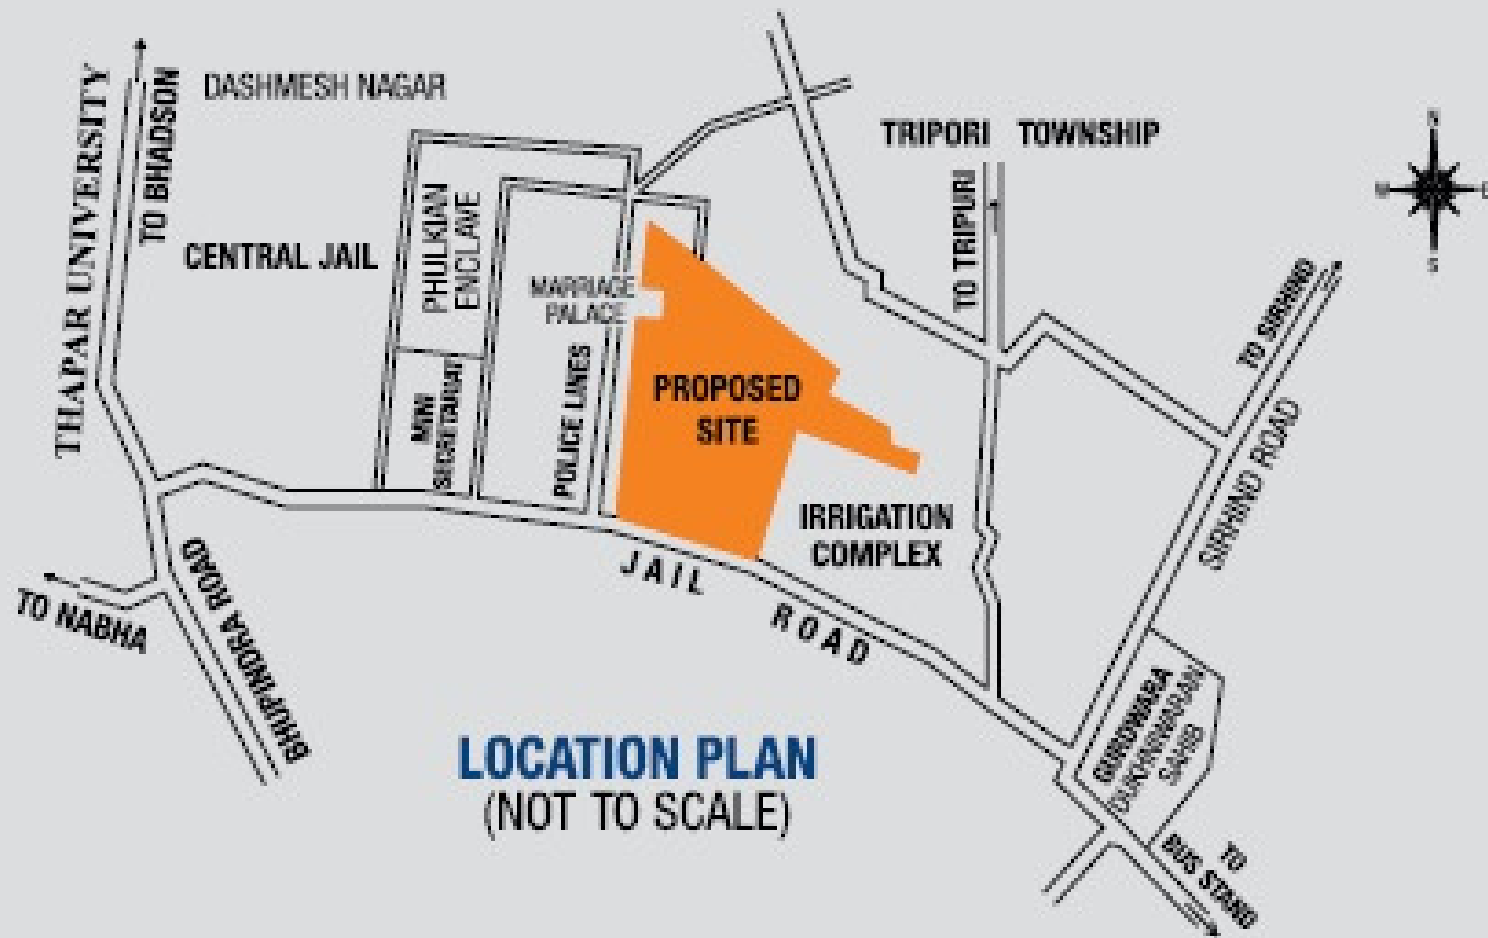 THAPAR UNIVERSITY
TO BHADSON
DASHMESH NAGAR
CENTRAL JAIL
PHULKIAN
ENCLAVE
MINI
SECRETARIAT
MARRIAGE
PALACE
POLICE LINES
PROPOSED
SITE
TRIPORI TOWNSHIP
TO TRIPURI
N
S
TO SIRHIND
SIRHIND ROAD
IRRIGATION
COMPLEX
JAIL ROAD
TO NABHA
BHUPINDRA ROAD
GURDWARA
DUKHNIWARAN
SAHIB
TO
BUS STAND
LOCATION PLAN
(NOT TO SCALE)